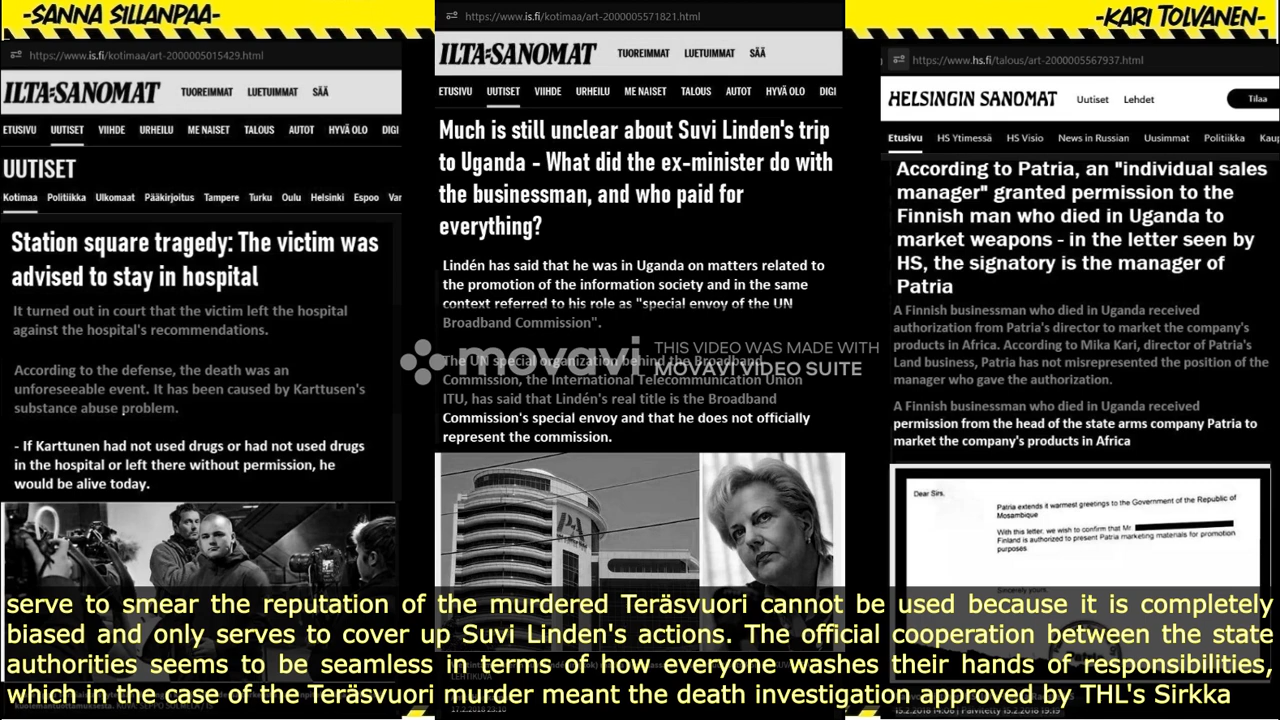 -SANNA SILLANPAA-
-KARI TOLVANEN-
https://www.is.fi/kotimaa/art-2000005015429.html
ILTA=SANOMAT TUOREIMMAT LUETUIMMAT SÄÄ
ETUSIVU UUTISET VIIHDE URHEILU ME NAISET TALOUS AUTOT HYVÄ OLO DIGI
UUTISET
Kotimaa Politiikka Ulkomaat Pääkirjoitus Tampere Turku Oulu Helsinki Espoo Van
Station square tragedy: The victim was
advised to stay in hospital
It turned out in court that the victim left the hospital
against the hospital's recommendations.
According to the defense, the death was an
unforeseeable event. It has been caused by Karttusen's
substance abuse problem.
- If Karttunen had not used drugs or had not used drugs
in the hospital or left there without permission, he
would be alive today.
https://www.is.fi/kotimaa/art-2000005571821.html
ILTA=SANOMAT TUOREIMMAT LUETUIMMAT SÄÄ
ETUSIVU UUTISET VIIHDE URHEILU ME NAISET TALOUS AUTOT HYVÄ OLO DIGI
Much is still unclear about Suvi Linden's trip
to Uganda - What did the ex-minister do with
the businessman, and who paid for
everything?
Lindén has said that he was in Uganda on matters related to
the promotion of the information society and in the same
context referred to his role as "special envoy of the UN
Broadband Commission".
The UN special organization behind the Broadband
Commission, the International Telecommunication Union
ITU, has said that Lindén's real title is the Broadband
Commission's special envoy and that he does not officially
represent the commission.
movavi THIS VIDEO WAS MADE WITH
MOVAVI VIDEO SUITE
PA
LEHTIKUVA
https://www.hs.fi/talous/art-2000005567937.html
HELSINGIN SANOMAT Uutiset Lehdet Tilaa
Etusivu HS Ytimessä HS Visio News in Russian Uusimmat Politiikka Kaup
According to Patria, an "individual sales
manager" granted permission to the
Finnish man who died in Uganda to
market weapons - in the letter seen by
HS, the signatory is the manager of
Patria
A Finnish businessman who died in Uganda received
authorization from Patria's director to market the company's
products in Africa. According to Mika Kari, director of Patria's
Land business, Patria has not misrepresented the position of the
manager who gave the authorization.
A Finnish businessman who died in Uganda received
permission from the head of the state arms company Patria to
market the company's products in Africa
Dear Sirs,
Patria extends it warmest greetings to the Government of the Republic of
Mosambique
With this letter, we wish to confirm that Mr.
Finland is authorized to present Patria marketing materials for promotion
purposes
serve to smear the reputation of the murdered Teräsvuori cannot be used because it is completely
biased and only serves to cover up Suvi Linden's actions. The official cooperation between the state
authorities seems to be seamless in terms of how everyone washes their hands of responsibilities,
which in the case of the Teräsvuori murder meant the death investigation approved by THL's Sirkka